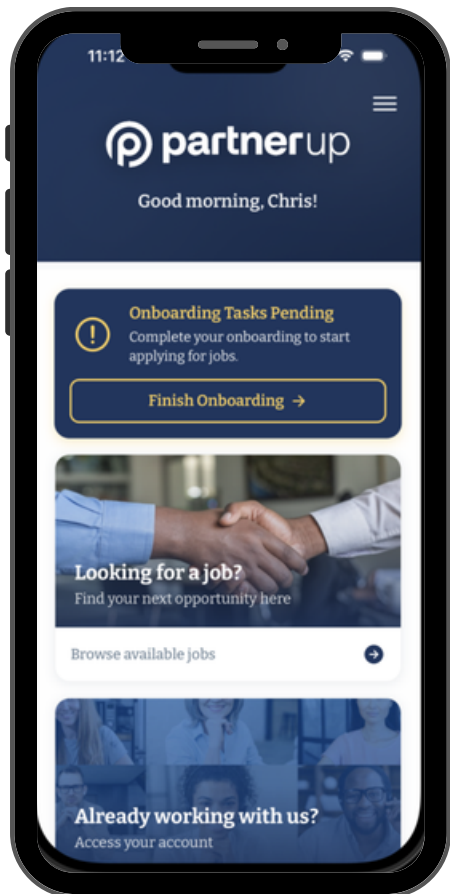 11:12
partnerup
Good morning, Chris!
Onboarding Tasks Pending
Complete your onboarding to start
applying for jobs.
Finish Onboarding →
Looking for a job?
Find your next opportunity here
Browse available jobs
Already working with us?
Access your account